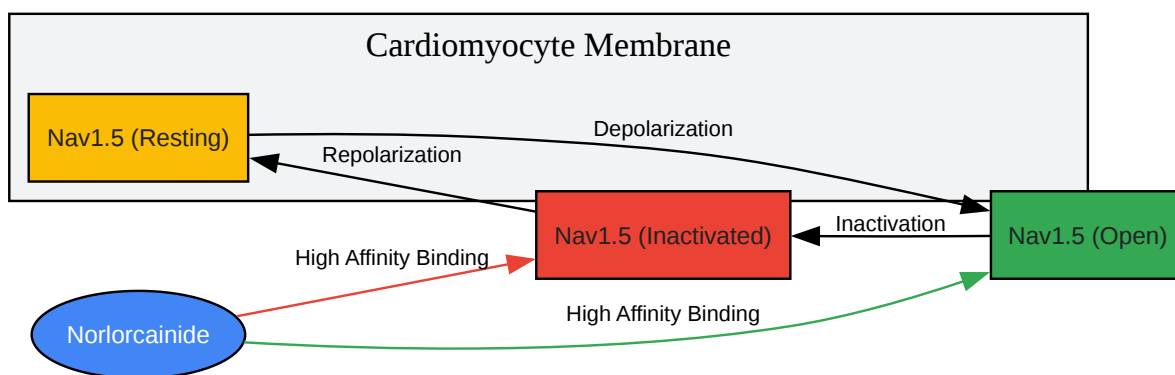 Cardiomyocyte Membrane
Nav1.5 (Resting)
Depolarization
Repolarization
Nav1.5 (Inactivated)
Inactivation
Nav1.5 (Open)
High Affinity Binding
High Affinity Binding
Norlorcainide